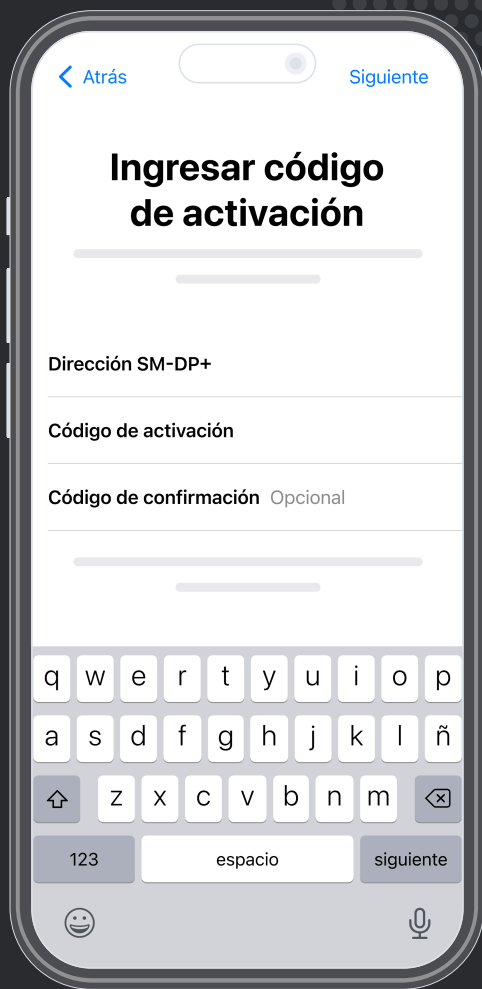 Atrás
Siguiente
Ingresar código
de activación
Dirección SM-DP+
Código de activación
Código de confirmación Opcional
q w e r t y u i o p
a s d f g h j k l ñ
z x c v b n m
123 espacio siguiente